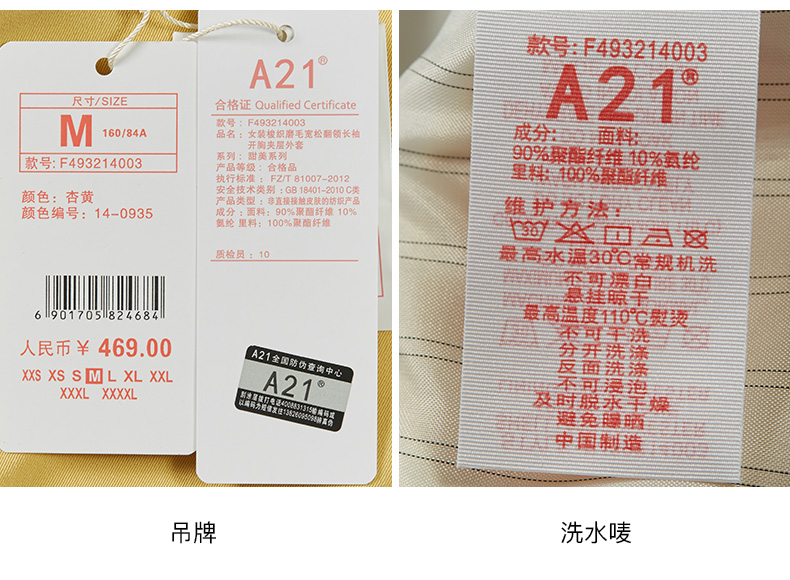 尺寸/SIZE
M 160/84A
款号: F493214003
颜色: 杏黄
颜色编号: 14-0935
6 901705 824684
人民币 ¥ 469.00
XXS XS S M L XL XXL
XXXL XXXXL
A21®
合格证 Qualified Certificate
款号: F493214003
品名: 女装梭织磨毛宽松翻领长袖
开胸夹层外套
系列: 甜美系列
产品等级: 合格品
执行标准: FZ/T 81007-2012
安全技术类别: GB 18401-2010 C类
产品类型: 非直接接触皮肤的纺织产品
成分: 面料: 90%聚酯纤维 10%
氨纶 里料: 100%聚酯纤维
质检员: 10
A21全国防伪查询中心
A21®
款号: F493214003
A21®
成分: 面料:
90%聚酯纤维 10%氨纶
里料: 100%聚酯纤维
维护方法:
最高水温30℃常规机洗
不可漂白
悬挂晾干
最高温度110℃熨烫
不可干洗
分开洗涤
反面洗涤
不可浸泡
及时脱水干燥
避免曝晒
中国制造
吊牌
洗水唛